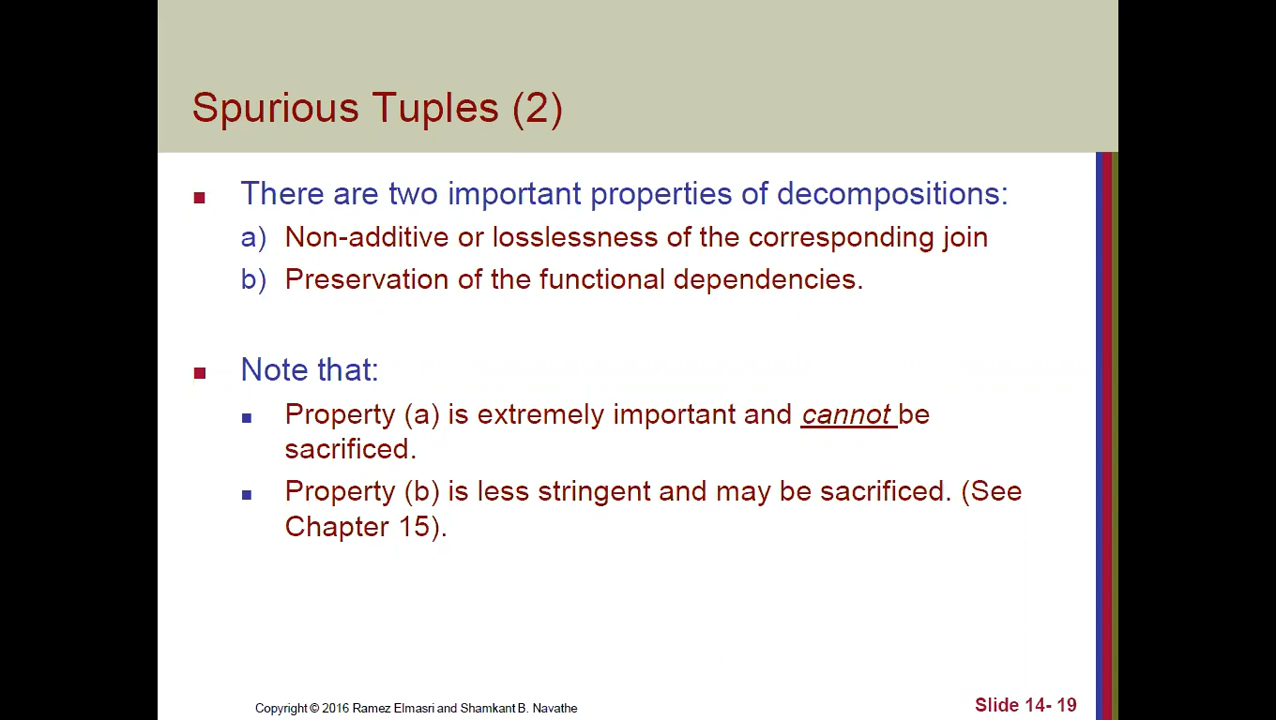 Spurious Tuples (2)
There are two important properties of decompositions:
a) Non-additive or losslessness of the corresponding join
b) Preservation of the functional dependencies.
Note that:
Property (a) is extremely important and cannot be
sacrificed.
Property (b) is less stringent and may be sacrificed. (See
Chapter 15).
Copyright © 2016 Ramez Elmasri and Shamkant B. Navathe
Slide 14- 19